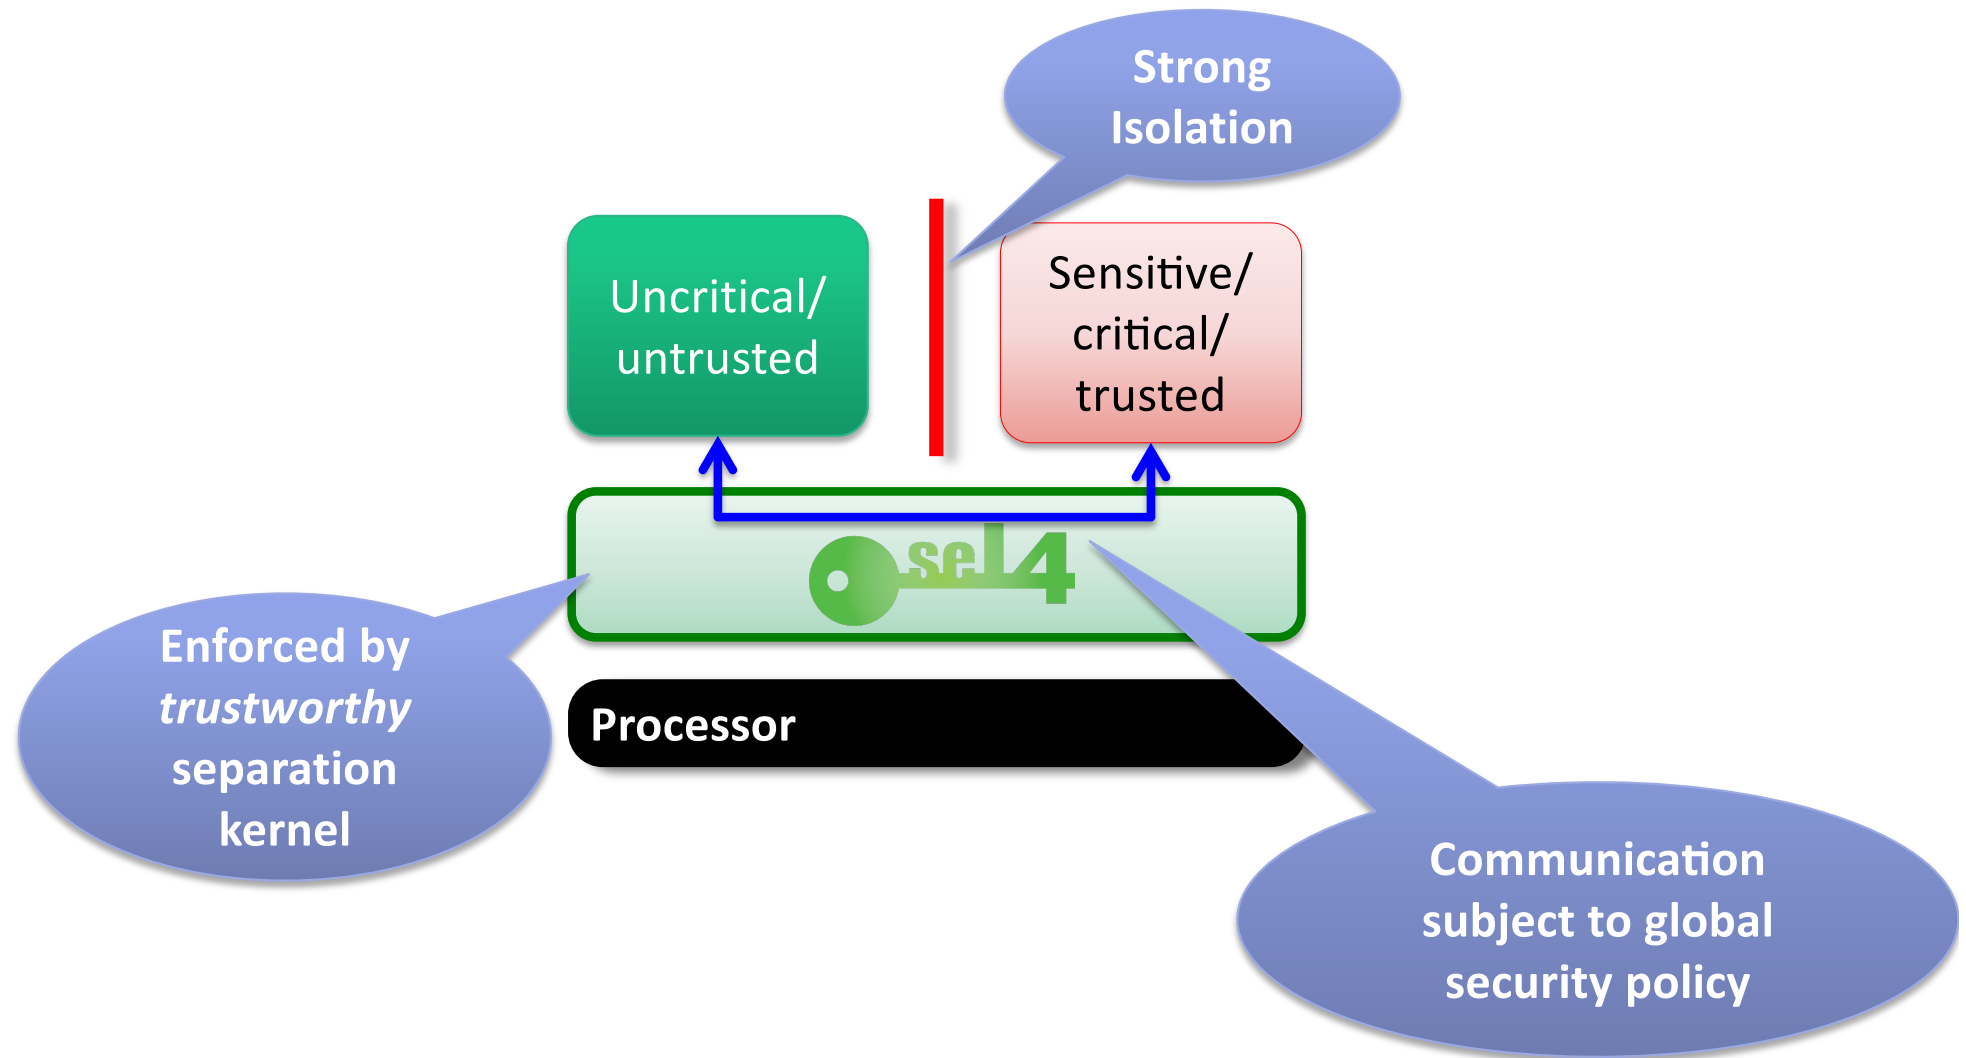 Strong
Isolation
Uncritical/
untrusted
Sensitive/
critical/
trusted
seL4
Enforced by
trustworthy
separation
kernel
Processor
Communication
subject to global
security policy